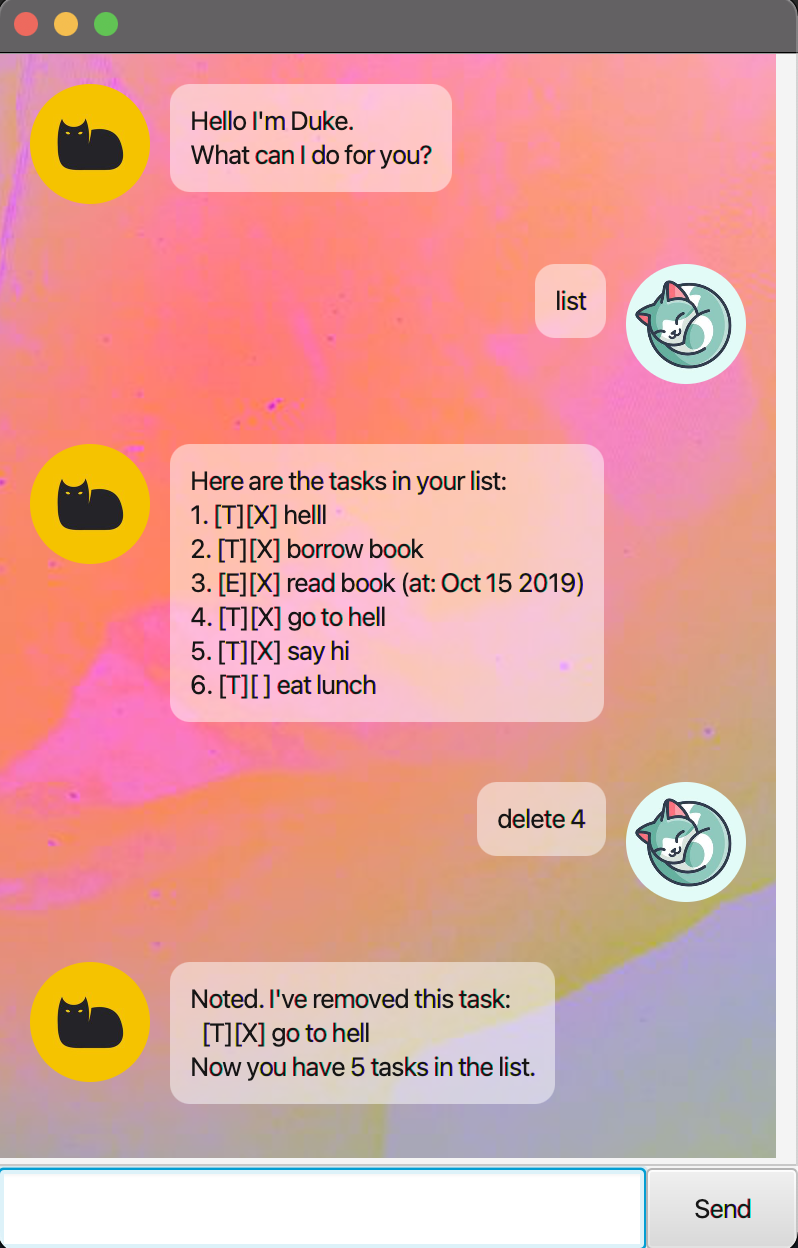 Hello I'm Duke.
What can I do for you?
list
Here are the tasks in your list:
1. [T][X] helll
2. [T][X] borrow book
3. [E][X] read book (at: Oct 15 2019)
4. [T][X] go to hell
5. [T][X] say hi
6. [T][ ] eat lunch
delete 4
Noted. I've removed this task:
[T][X] go to hell
Now you have 5 tasks in the list.
Send